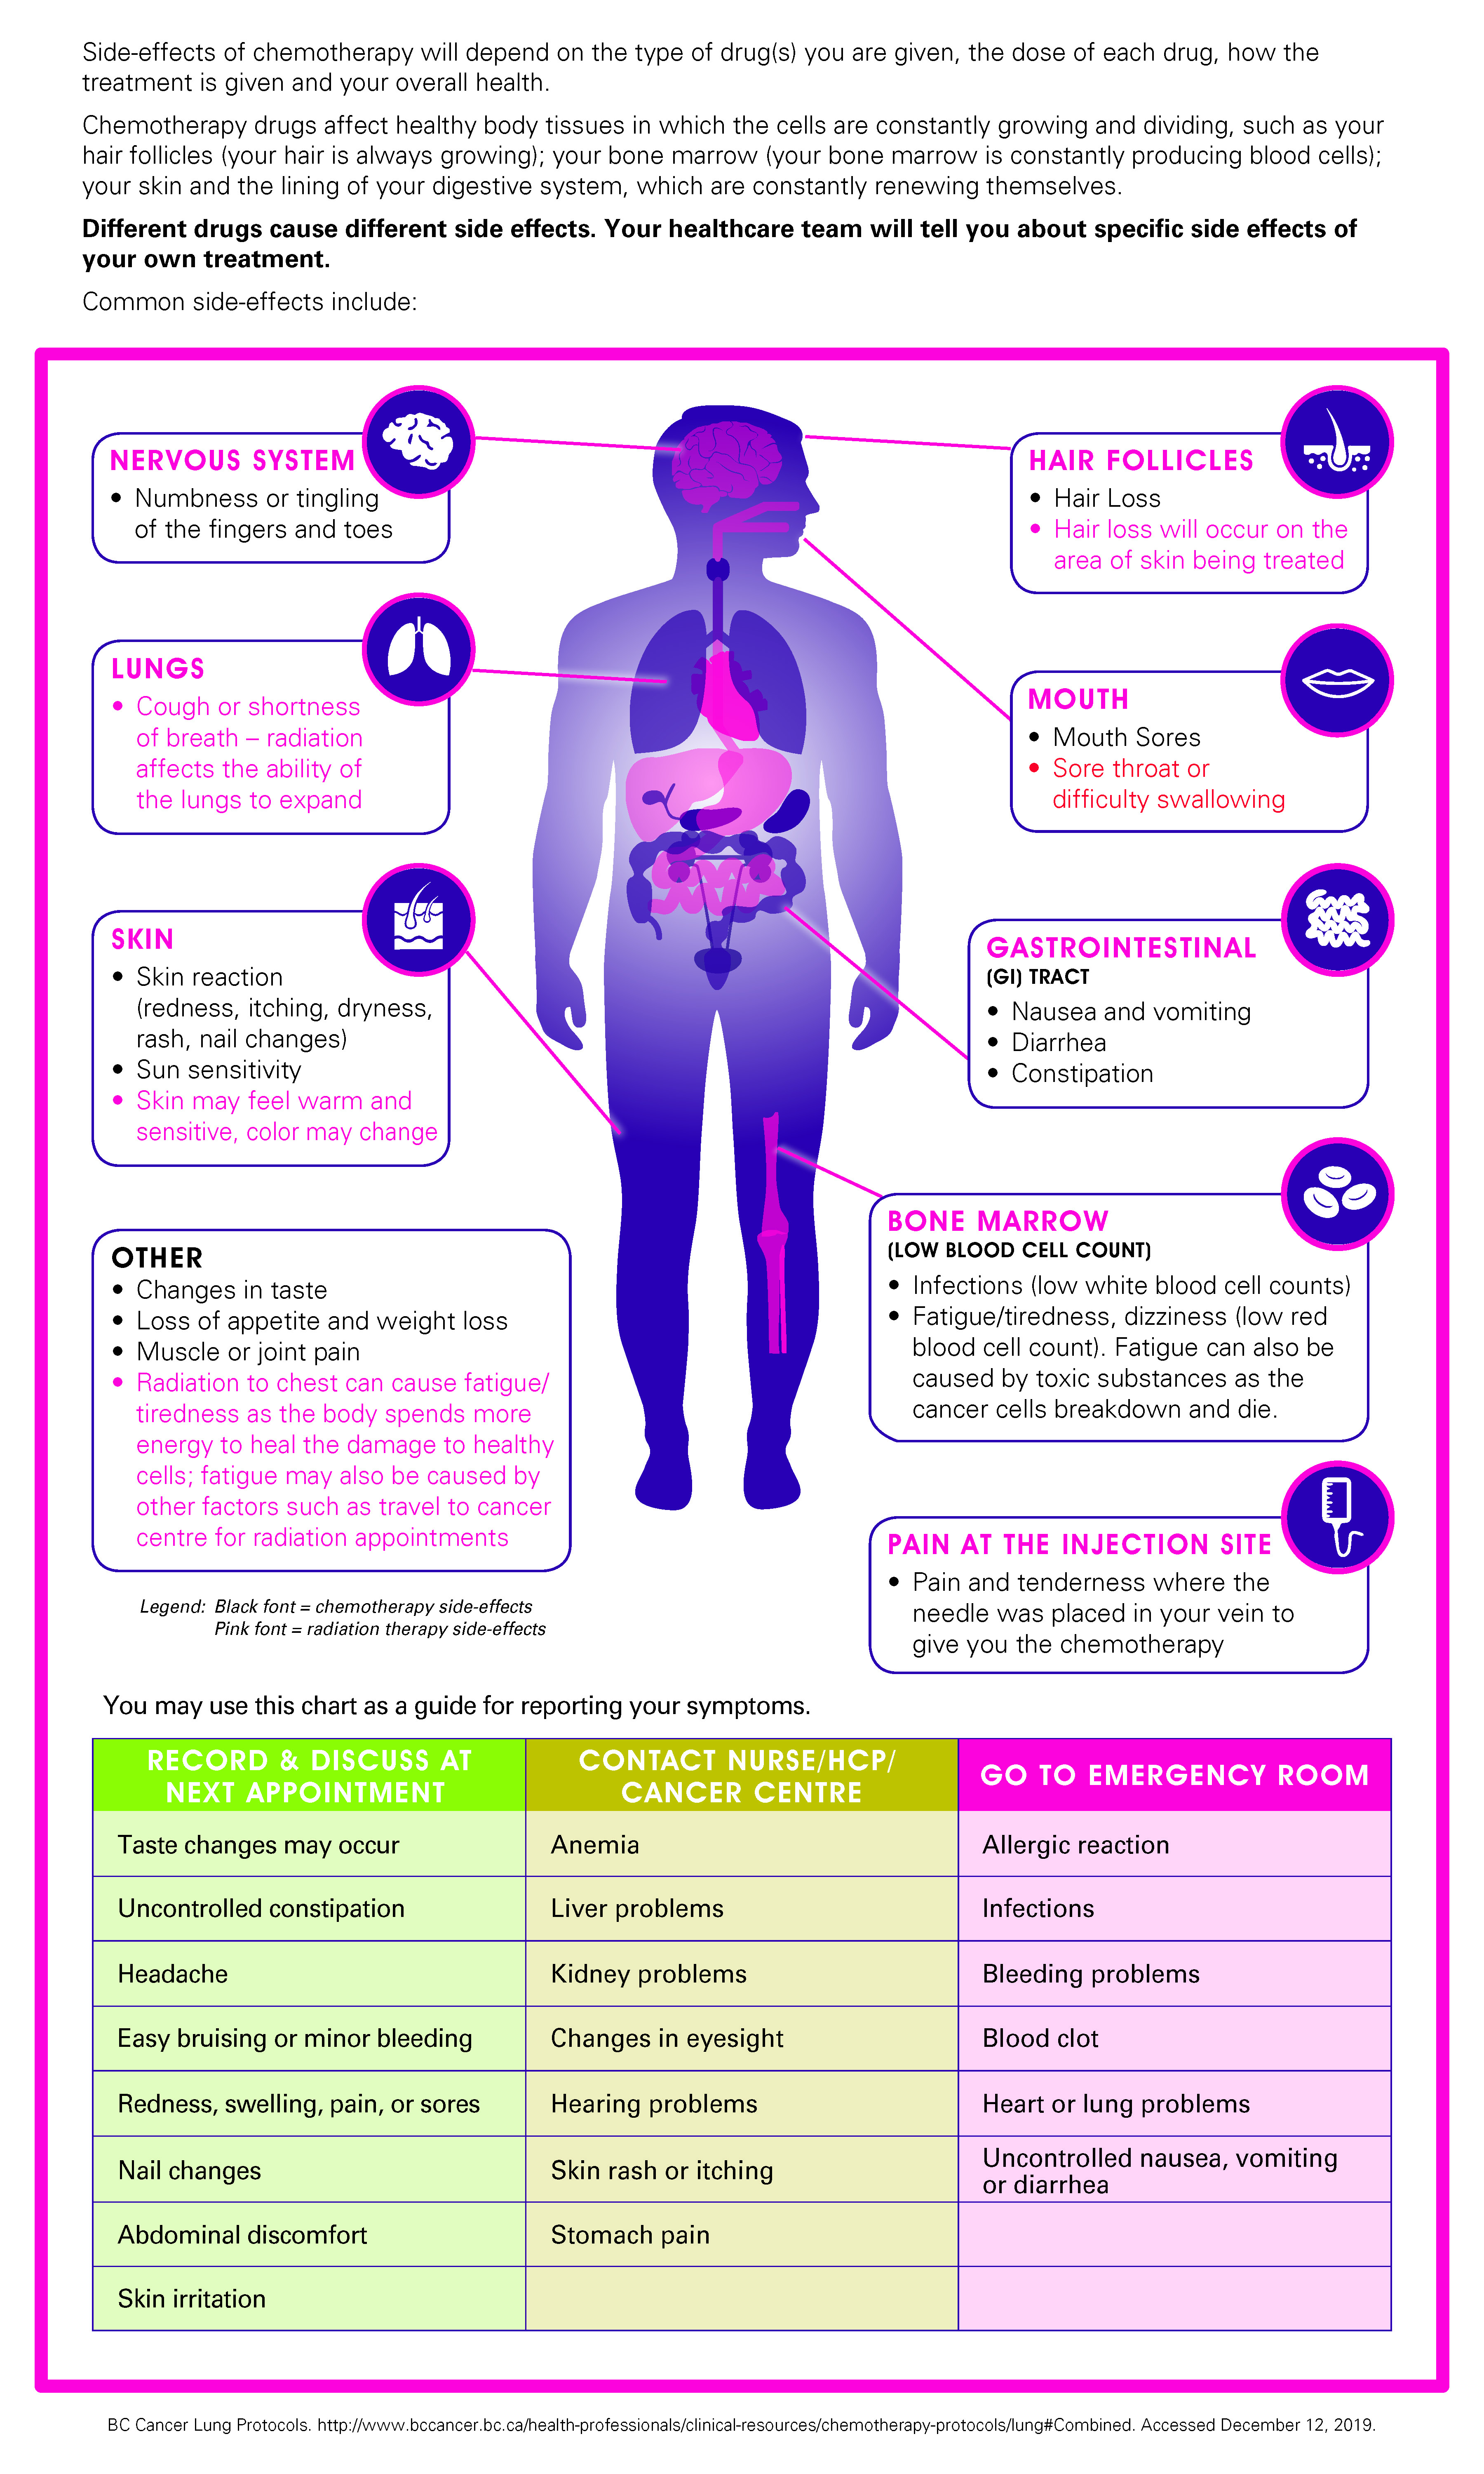 Side-effects of chemotherapy will depend on the type of drug(s) you are given, the dose of each drug, how the
treatment is given and your overall health.
Chemotherapy drugs affect healthy body tissues in which the cells are constantly growing and dividing, such as your
hair follicles (your hair is always growing); your bone marrow (your bone marrow is constantly producing blood cells);
your skin and the lining of your digestive system, which are constantly renewing themselves.
Different drugs cause different side effects. Your healthcare team will tell you about specific side effects of
your own treatment.
Common side-effects include:
NERVOUS SYSTEM
• Numbness or tingling
of the fingers and toes
LUNGS
• Cough or shortness
of breath – radiation
affects the ability of
the lungs to expand
SKIN
• Skin reaction
(redness, itching, dryness,
rash, nail changes)
• Sun sensitivity
• Skin may feel warm and
sensitive, color may change
OTHER
• Changes in taste
• Loss of appetite and weight loss
• Muscle or joint pain
• Radiation to chest can cause fatigue/
tiredness as the body spends more
energy to heal the damage to healthy
cells; fatigue may also be caused by
other factors such as travel to cancer
centre for radiation appointments
Legend: Black font = chemotherapy side-effects
Pink font = radiation therapy side-effects
HAIR FOLLICLES
• Hair Loss
• Hair loss will occur on the
area of skin being treated
MOUTH
• Mouth Sores
• Sore throat or
difficulty swallowing
GASTROINTESTINAL
(GI) TRACT
• Nausea and vomiting
• Diarrhea
• Constipation
BONE MARROW
(LOW BLOOD CELL COUNT)
• Infections (low white blood cell counts)
• Fatigue/tiredness, dizziness (low red
blood cell count). Fatigue can also be
caused by toxic substances as the
cancer cells breakdown and die.
PAIN AT THE INJECTION SITE
• Pain and tenderness where the
needle was placed in your vein to
give you the chemotherapy
You may use this chart as a guide for reporting your symptoms.
RECORD & DISCUSS AT
NEXT APPOINTMENT
CONTACT NURSE/HCP/
CANCER CENTRE
GO TO EMERGENCY ROOM
Taste changes may occur
Anemia
Allergic reaction
Uncontrolled constipation
Liver problems
Infections
Headache
Kidney problems
Bleeding problems
Easy bruising or minor bleeding
Changes in eyesight
Blood clot
Redness, swelling, pain, or sores
Hearing problems
Heart or lung problems
Nail changes
Skin rash or itching
Uncontrolled nausea, vomiting
or diarrhea
Abdominal discomfort
Stomach pain
Skin irritation
BC Cancer Lung Protocols. http://www.bccancer.bc.ca/health-professionals/clinical-resources/chemotherapy-protocols/lung#Combined. Accessed December 12, 2019.